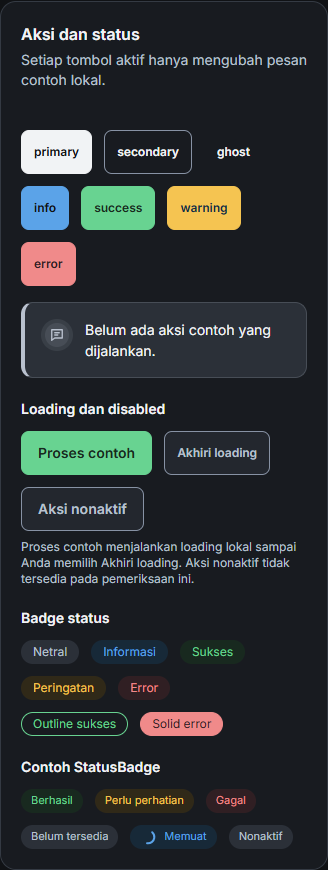 Aksi dan status
Setiap tombol aktif hanya mengubah pesan
contoh lokal.
primary secondary ghost
info success warning
error
Belum ada aksi contoh yang
dijalankan.
Loading dan disabled
Proses contoh Akhiri loading
Aksi nonaktif
Proses contoh menjalankan loading lokal sampai
Anda memilih Akhiri loading. Aksi nonaktif tidak
tersedia pada pemeriksaan ini.
Badge status
Netral Informasi Sukses
Peringatan Error
Outline sukses Solid error
Contoh StatusBadge
Berhasil Perlu perhatian Gagal
Belum tersedia Memuat Nonaktif